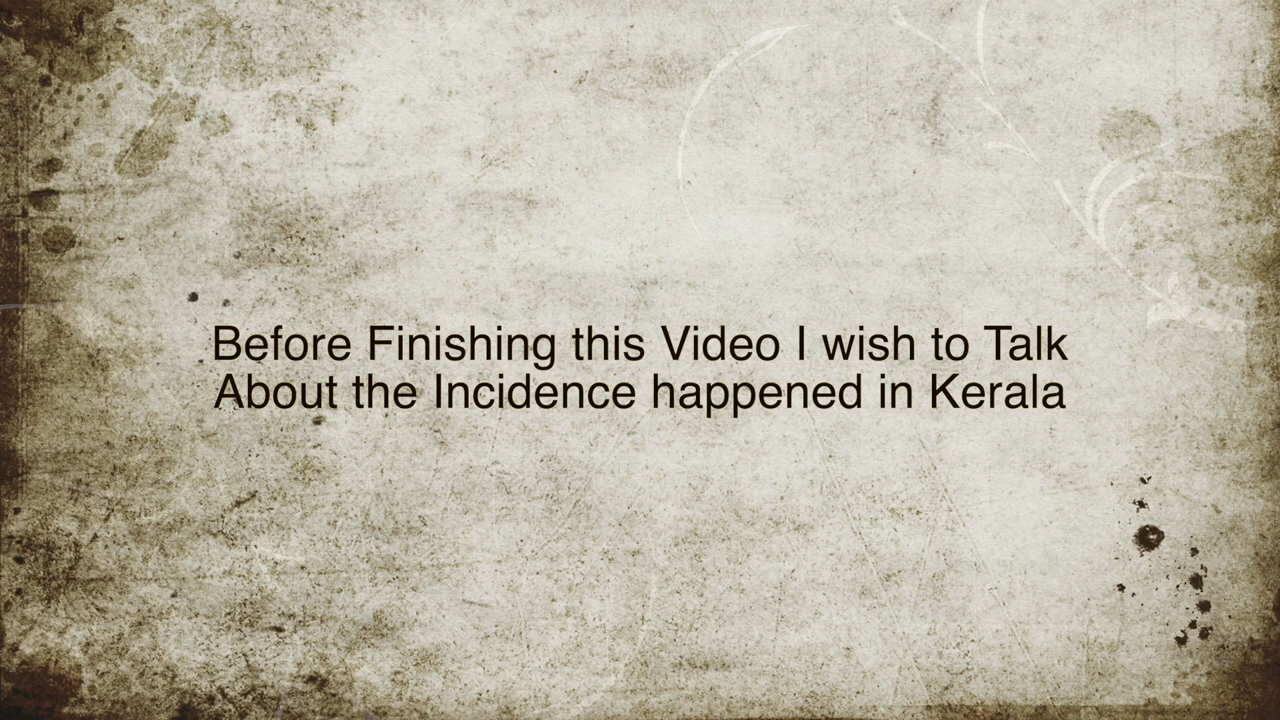 Before Finishing this Video I wish to Talk
About the Incidence happened in Kerala